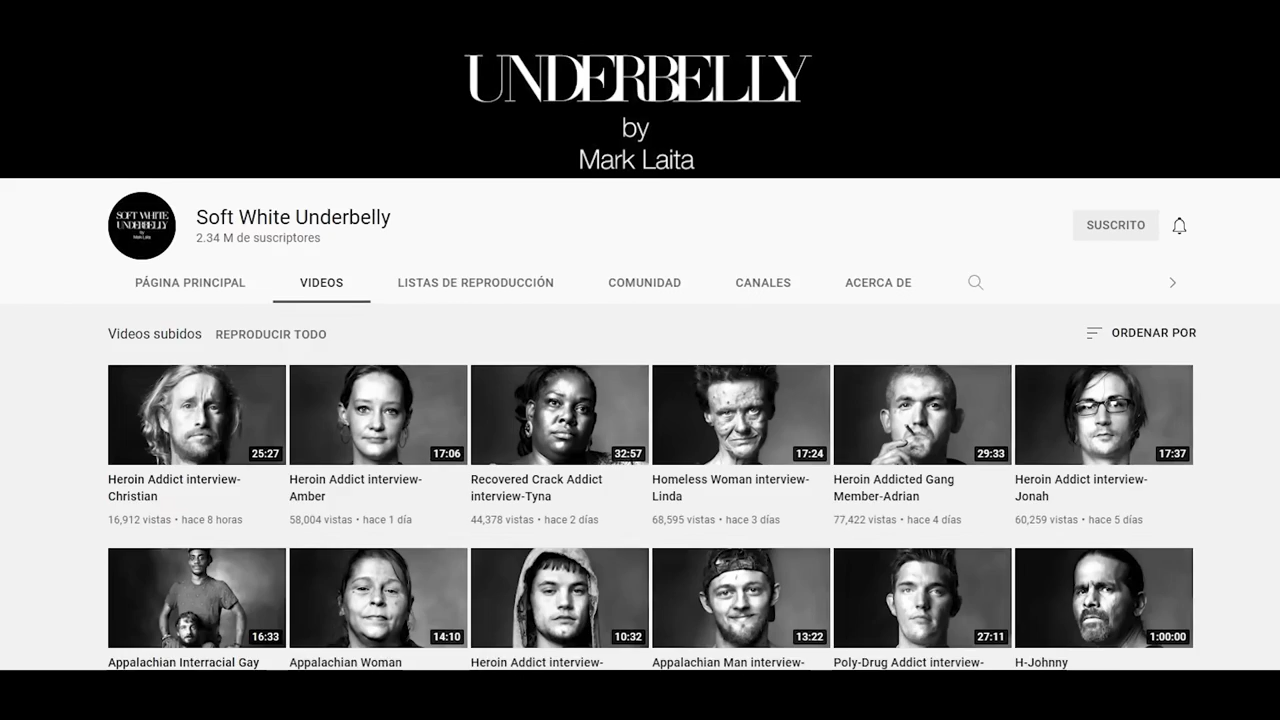 UNDERBELLY
by
Mark Laita
SOFT WHITE
UNDERBELLY
by
Mark Laita
Soft White Underbelly
2.34 M de suscriptores
SUSCRITO
PÁGINA PRINCIPAL VIDEOS LISTAS DE REPRODUCCIÓN COMUNIDAD CANALES ACERCA DE
Videos subidos REPRODUCIR TODO ORDENAR POR
25:27 17:06 32:57 17:24 29:33 17:37
Heroin Addict interview- Heroin Addict interview- Recovered Crack Addict Homeless Woman interview- Heroin Addicted Gang Heroin Addict interview-
Christian Amber interview-Tyna Linda Member-Adrian Jonah
16,912 vistas • hace 8 horas 58,004 vistas • hace 1 día 44,378 vistas • hace 2 días 68,595 vistas • hace 3 días 77,422 vistas • hace 4 días 60,259 vistas • hace 5 días
16:33 14:10 10:32 13:22 27:11 1:00:00
Appalachian Interracial Gay Appalachian Woman Heroin Addict interview- Appalachian Man interview- Poly-Drug Addict interview- H-Johnny